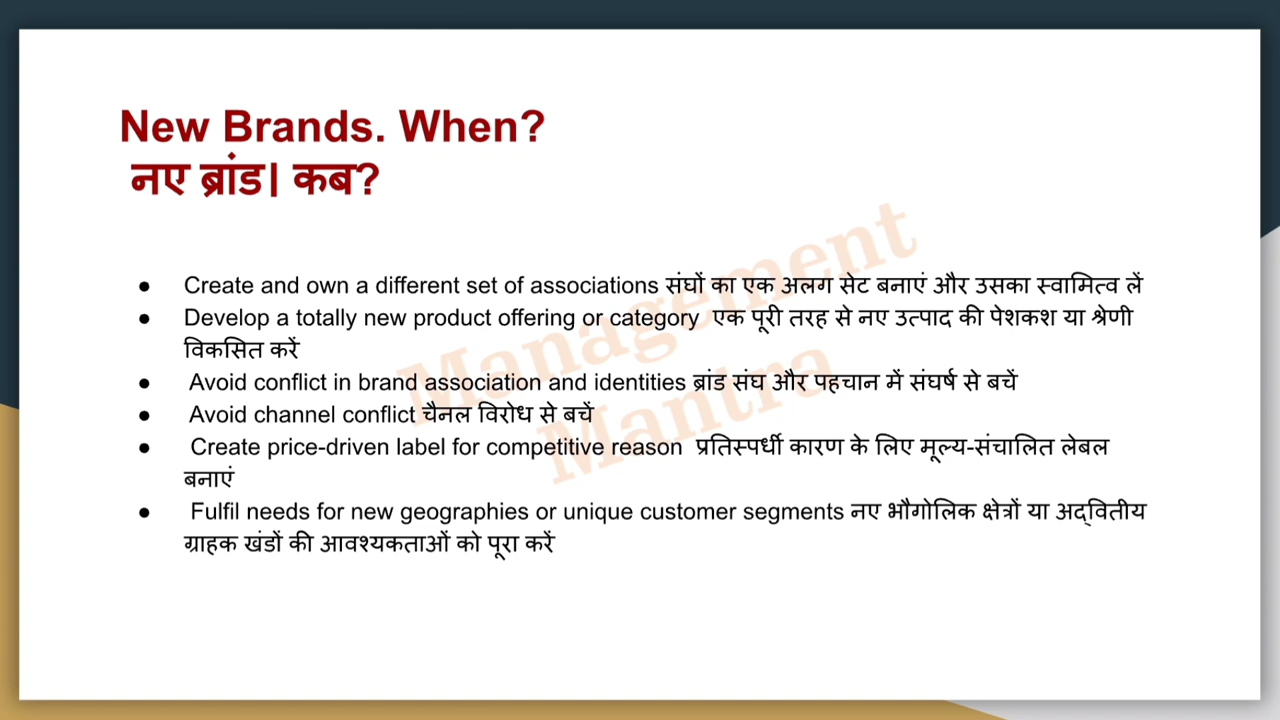 New Brands. When?
नए ब्रांड| कब?
● Create and own a different set of associations संघों का एक अलग सेट बनाएं और उसका स्वामित्व लें
● Develop a totally new product offering or category एक पूरी तरह से नए उत्पाद की पेशकश या श्रेणी
विकसित करें
● Avoid conflict in brand association and identities ब्रांड संघ और पहचान में संघर्ष से बचें
● Avoid channel conflict चैनल विरोध से बचें
● Create price-driven label for competitive reason प्रतिस्पर्धी कारण के लिए मूल्य-संचालित लेबल
बनाएं
● Fulfil needs for new geographies or unique customer segments नए भौगोलिक क्षेत्रों या अद्वितीय
ग्राहक खंडों की आवश्यकताओं को पूरा करें
Management
Mantra